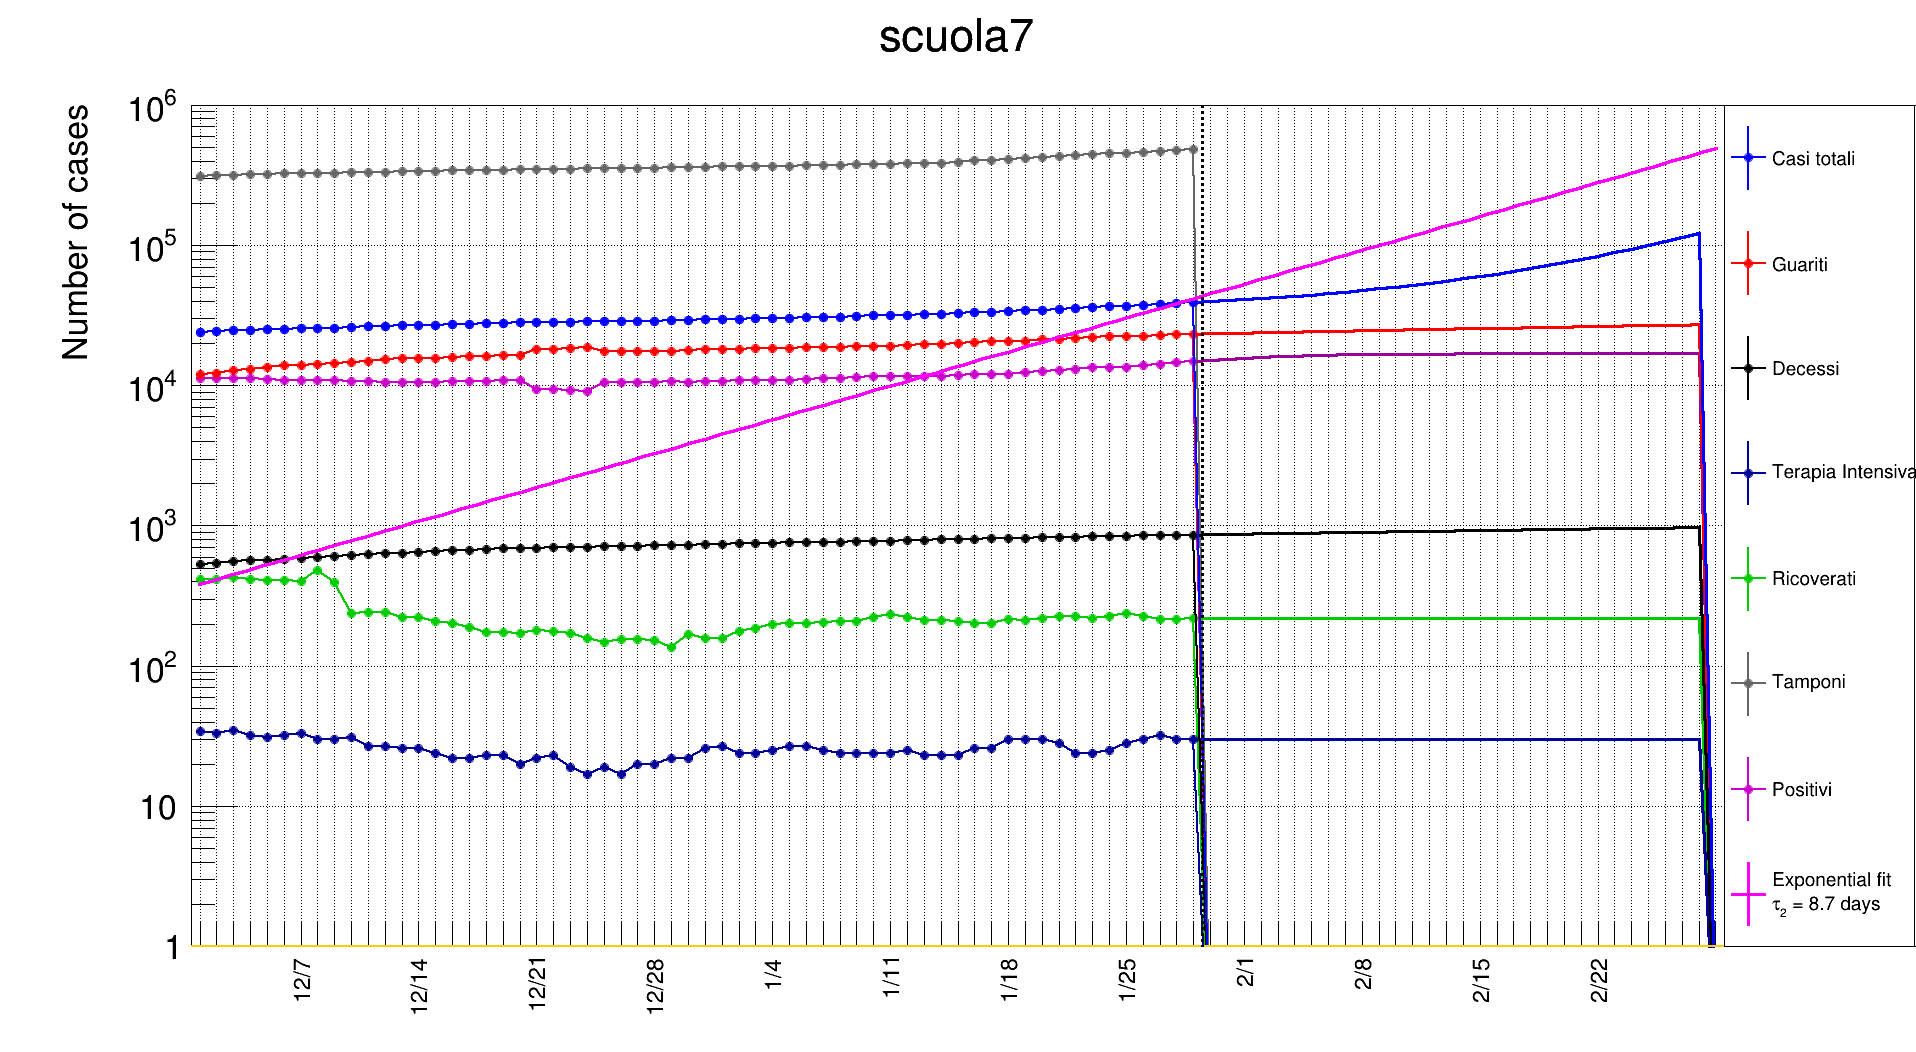 scuola7
Number of cases
10^6
10^5
10^4
10^3
10^2
10
1
12/7
12/14
12/21
12/28
1/4
1/11
1/18
1/25
2/1
2/8
2/15
2/22
Casi totali
Guariti
Decessi
Terapia Intensiva
Ricoverati
Tamponi
Positivi
Exponential fit
τ₂ = 8.7 days